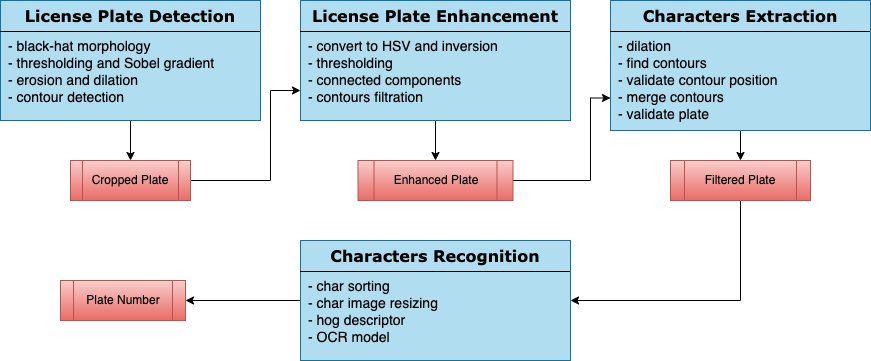 License Plate Detection
- black-hat morphology
- thresholding and Sobel gradient
- erosion and dilation
- contour detection
License Plate Enhancement
- convert to HSV and inversion
- thresholding
- connected components
- contours filtration
Characters Extraction
- dilation
- find contours
- validate contour position
- merge contours
- validate plate
Cropped Plate
Enhanced Plate
Filtered Plate
Characters Recognition
- char sorting
- char image resizing
- hog descriptor
- OCR model
Plate Number